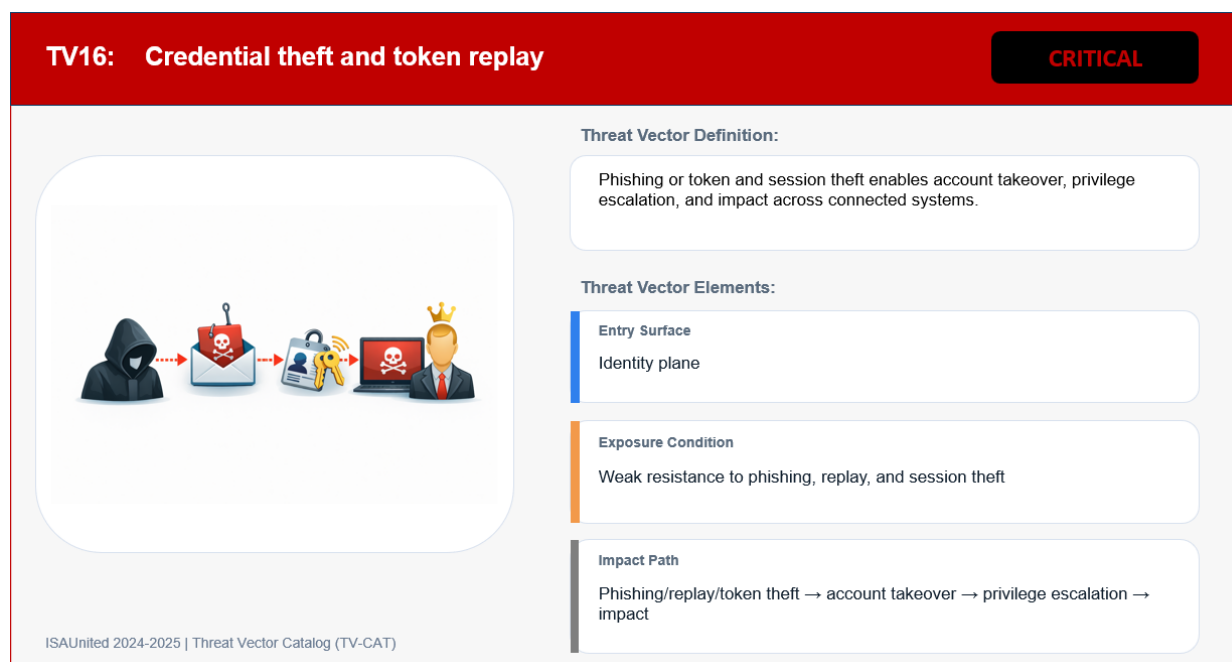 TV16: Credential theft and token replay
CRITICAL
Threat Vector Definition:
Phishing or token and session theft enables account takeover, privilege
escalation, and impact across connected systems.
Threat Vector Elements:
Entry Surface
Identity plane
Exposure Condition
Weak resistance to phishing, replay, and session theft
Impact Path
Phishing/replay/token theft → account takeover → privilege escalation →
impact
ISAUnited 2024-2025 | Threat Vector Catalog (TV-CAT)